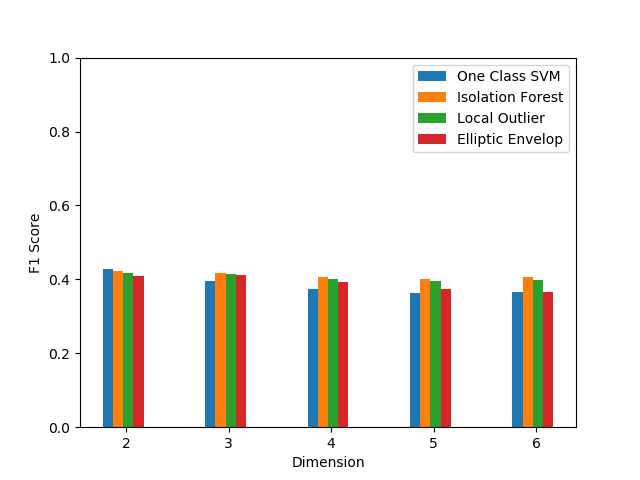 1.0
0.8
0.6
0.4
0.2
0.0
F1 Score
One Class SVM
Isolation Forest
Local Outlier
Elliptic Envelop
2 3 4 5 6
Dimension